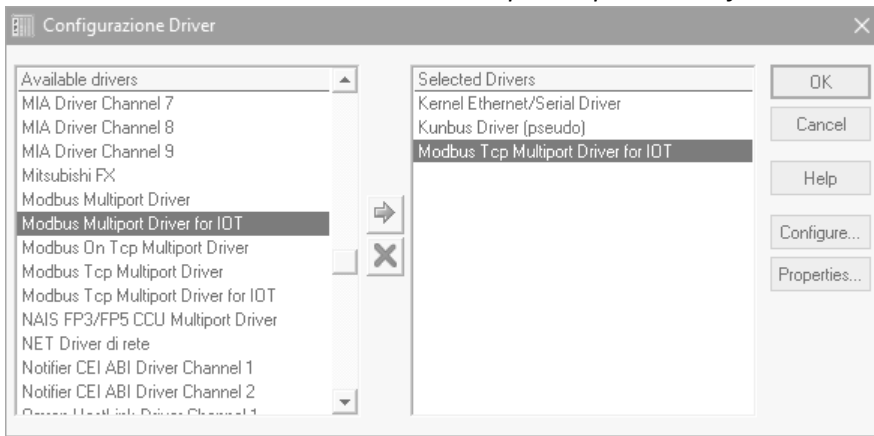 Configurazione Driver
Available drivers
MIA Driver Channel 7
MIA Driver Channel 8
MIA Driver Channel 9
Mitsubishi FX
Modbus Multiport Driver
Modbus Multiport Driver for IOT
Modbus On Tcp Multiport Driver
Modbus Tcp Multiport Driver
Modbus Tcp Multiport Driver for IOT
NAIS FP3/FP5 CCU Multiport Driver
NET Driver di rete
Notifier CEI ABI Driver Channel 1
Notifier CEI ABI Driver Channel 2
Selected Drivers
Kernel Ethernet/Serial Driver
Kunbus Driver (pseudo)
Modbus Tcp Multiport Driver for IOT
OK
Cancel
Help
Configure...
Properties...